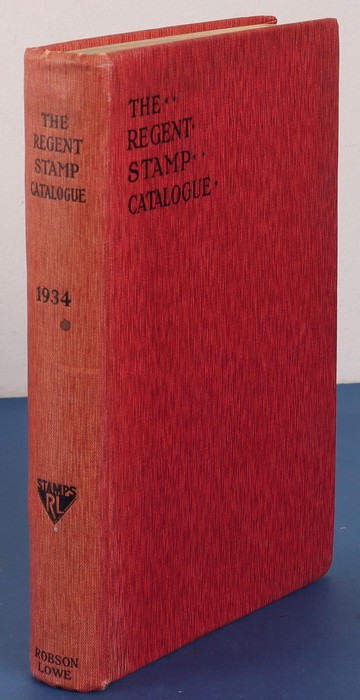 THE
REGENT
STAMP
CATALOGUE
1934
STAMPS
RL
ROBSON
LOWE
THE··
REGENT·
STAMP··
CATALOGUE·